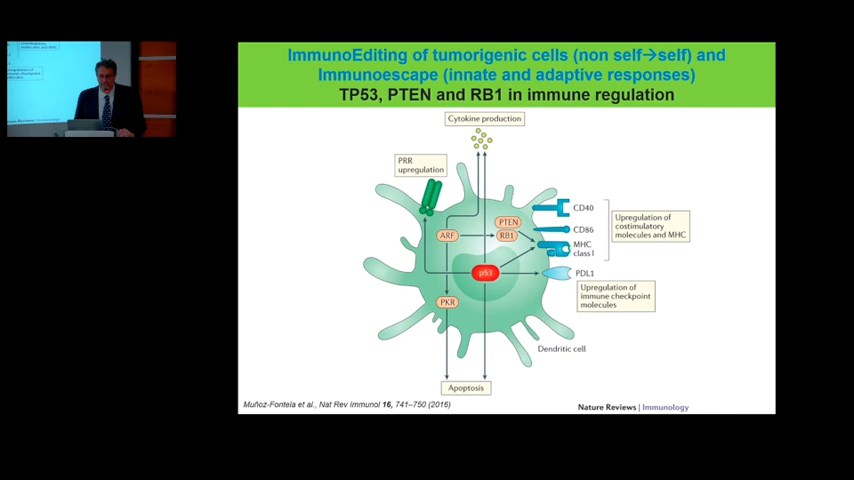 ImmunoEditing of tumorigenic cells (non self→self) and
Immunoescape (innate and adaptive responses)
TP53, PTEN and RB1 in immune regulation
Cytokine production
PRR
upregulation
CD40
PTEN
ARF
RB1
CD86
MHC
class I
Upregulation of
costimulatory
molecules and MHC
p53
PDL1
Upregulation of
immune checkpoint
molecules
PKR
Dendritic cell
Apoptosis
Muñoz-Fontela et al., Nat Rev Immunol 16, 741–750 (2016)
Nature Reviews | Immunology